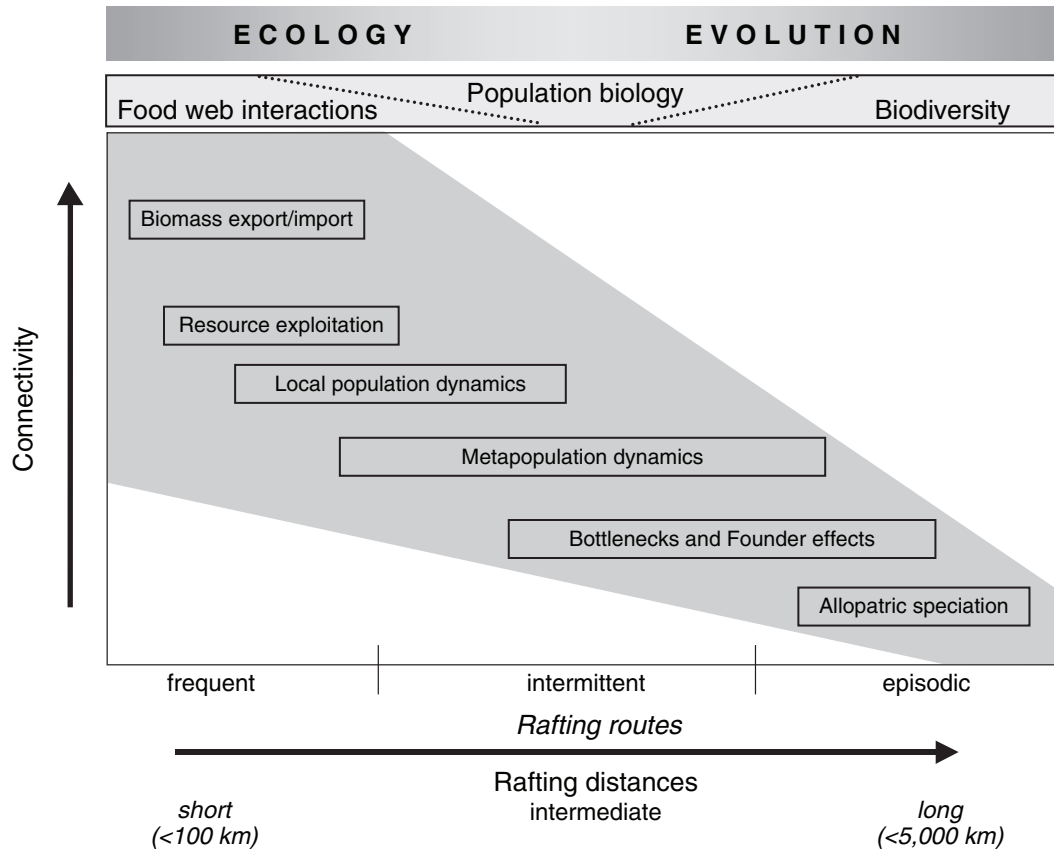 ECOLOGY EVOLUTION
Population biology
Food web interactions Biodiversity
Biomass export/import
Resource exploitation
Local population dynamics
Metapopulation dynamics
Bottlenecks and Founder effects
Allopatric speciation
Connectivity
frequent intermittent episodic
Rafting routes
Rafting distances
short intermediate long
(<100 km) (<5,000 km)